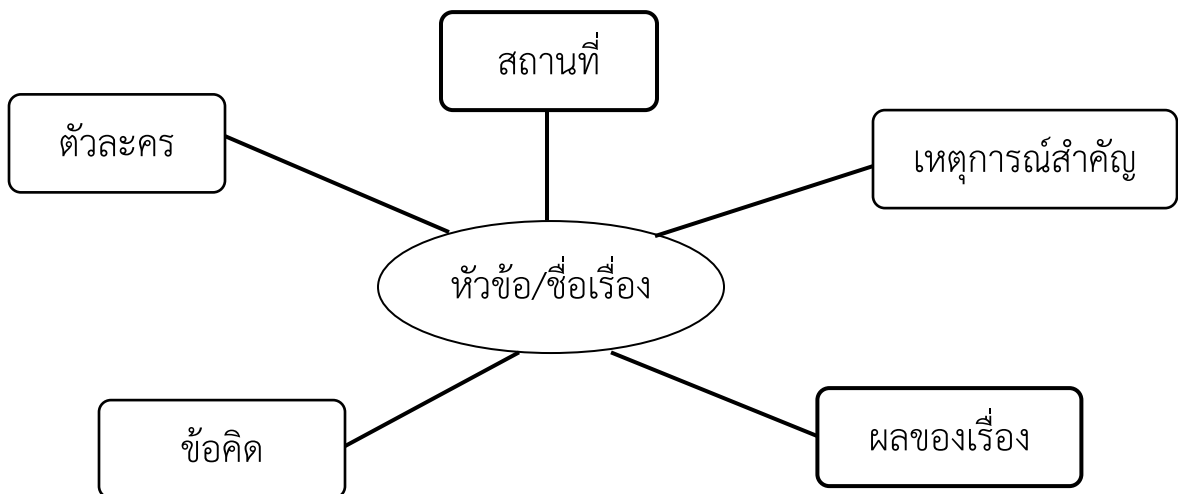 สถานที่
ตัวละคร
เหตุการณ์สำคัญ
หัวข้อ/ชื่อเรื่อง
ข้อคิด
ผลของเรื่อง